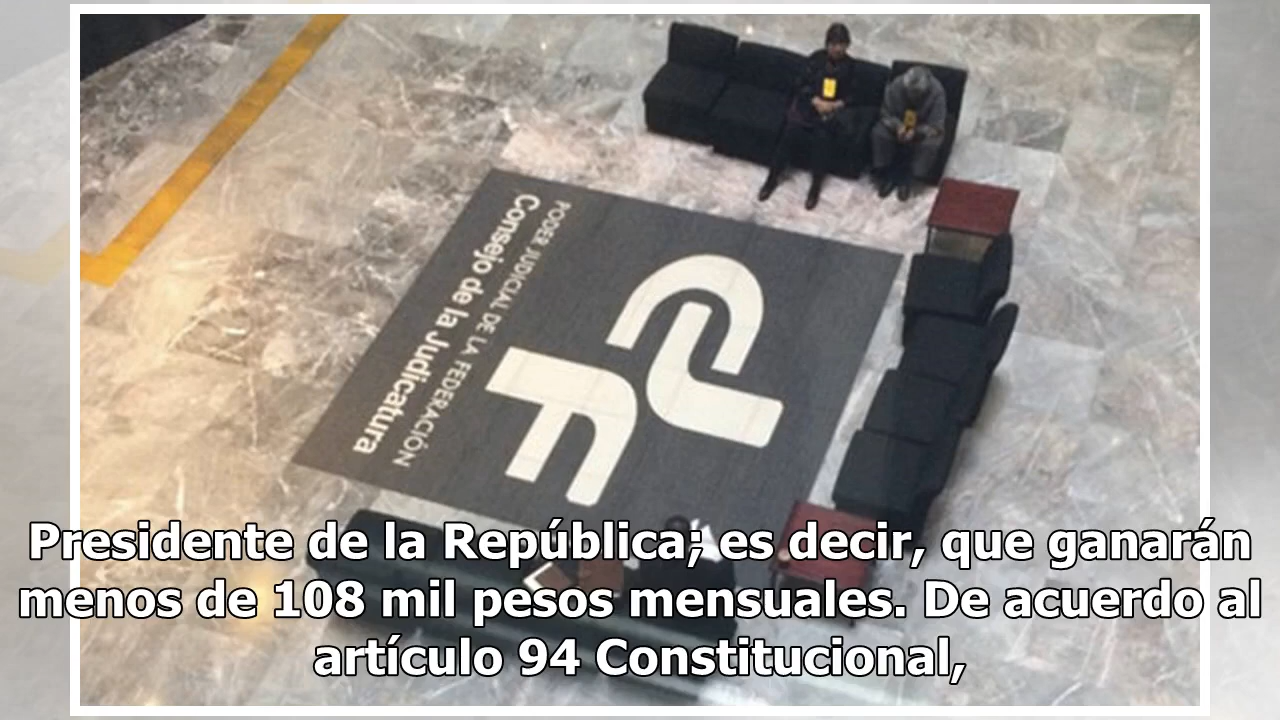 PODER JUDICIAL DE LA FEDERACIÓN
Consejo de la Judicatura
CJF
Presidente de la República; es decir, que ganarán
menos de 108 mil pesos mensuales. De acuerdo al
artículo 94 Constitucional,